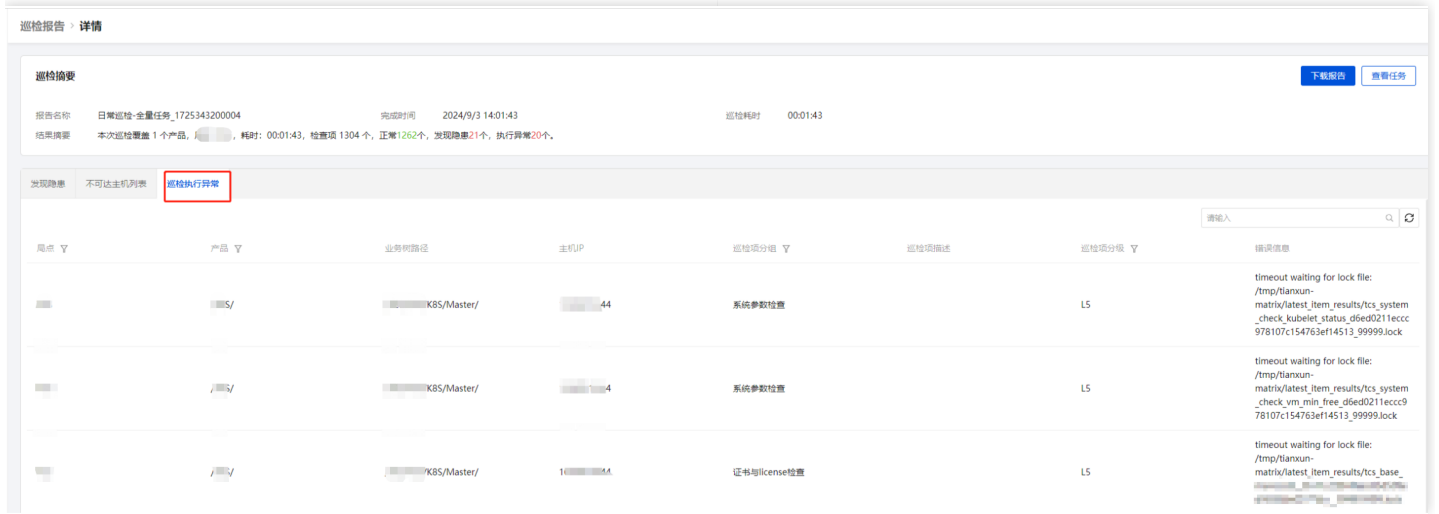 巡检报告 > 详情
巡检摘要
下载报告 查看任务
报告名称 日常巡检-全量任务_1725343200004 完成时间 2024/9/3 14:01:43 巡检耗时 00:01:43
结果摘要 本次巡检覆盖 1 个产品, ,耗时:00:01:43,检查项 1304 个,正常1262个,发现隐患21个,执行异常20个。
发现隐患 不可达主机列表 巡检执行异常
请输入
局点 产品 业务树路径 主机IP 巡检项分组 巡检项描述 巡检项分级 错误信息
S/ K8S/Master/ 44 系统参数检查 L5
timeout waiting for lock file:
/tmp/tianxun-
matrix/latest_item_results/tcs_system
_check_kubelet_status_d6ed0211eccc
978107c154763ef14513_99999.lock
S/ K8S/Master/ 4 系统参数检查 L5
timeout waiting for lock file:
/tmp/tianxun-
matrix/latest_item_results/tcs_system
_check_vm_min_free_d6ed0211eccc9
78107c154763ef14513_99999.lock
/K8S/Master/ 44 证书与license检查 L5
timeout waiting for lock file:
/tmp/tianxun-
matrix/latest_item_results/tcs_base_